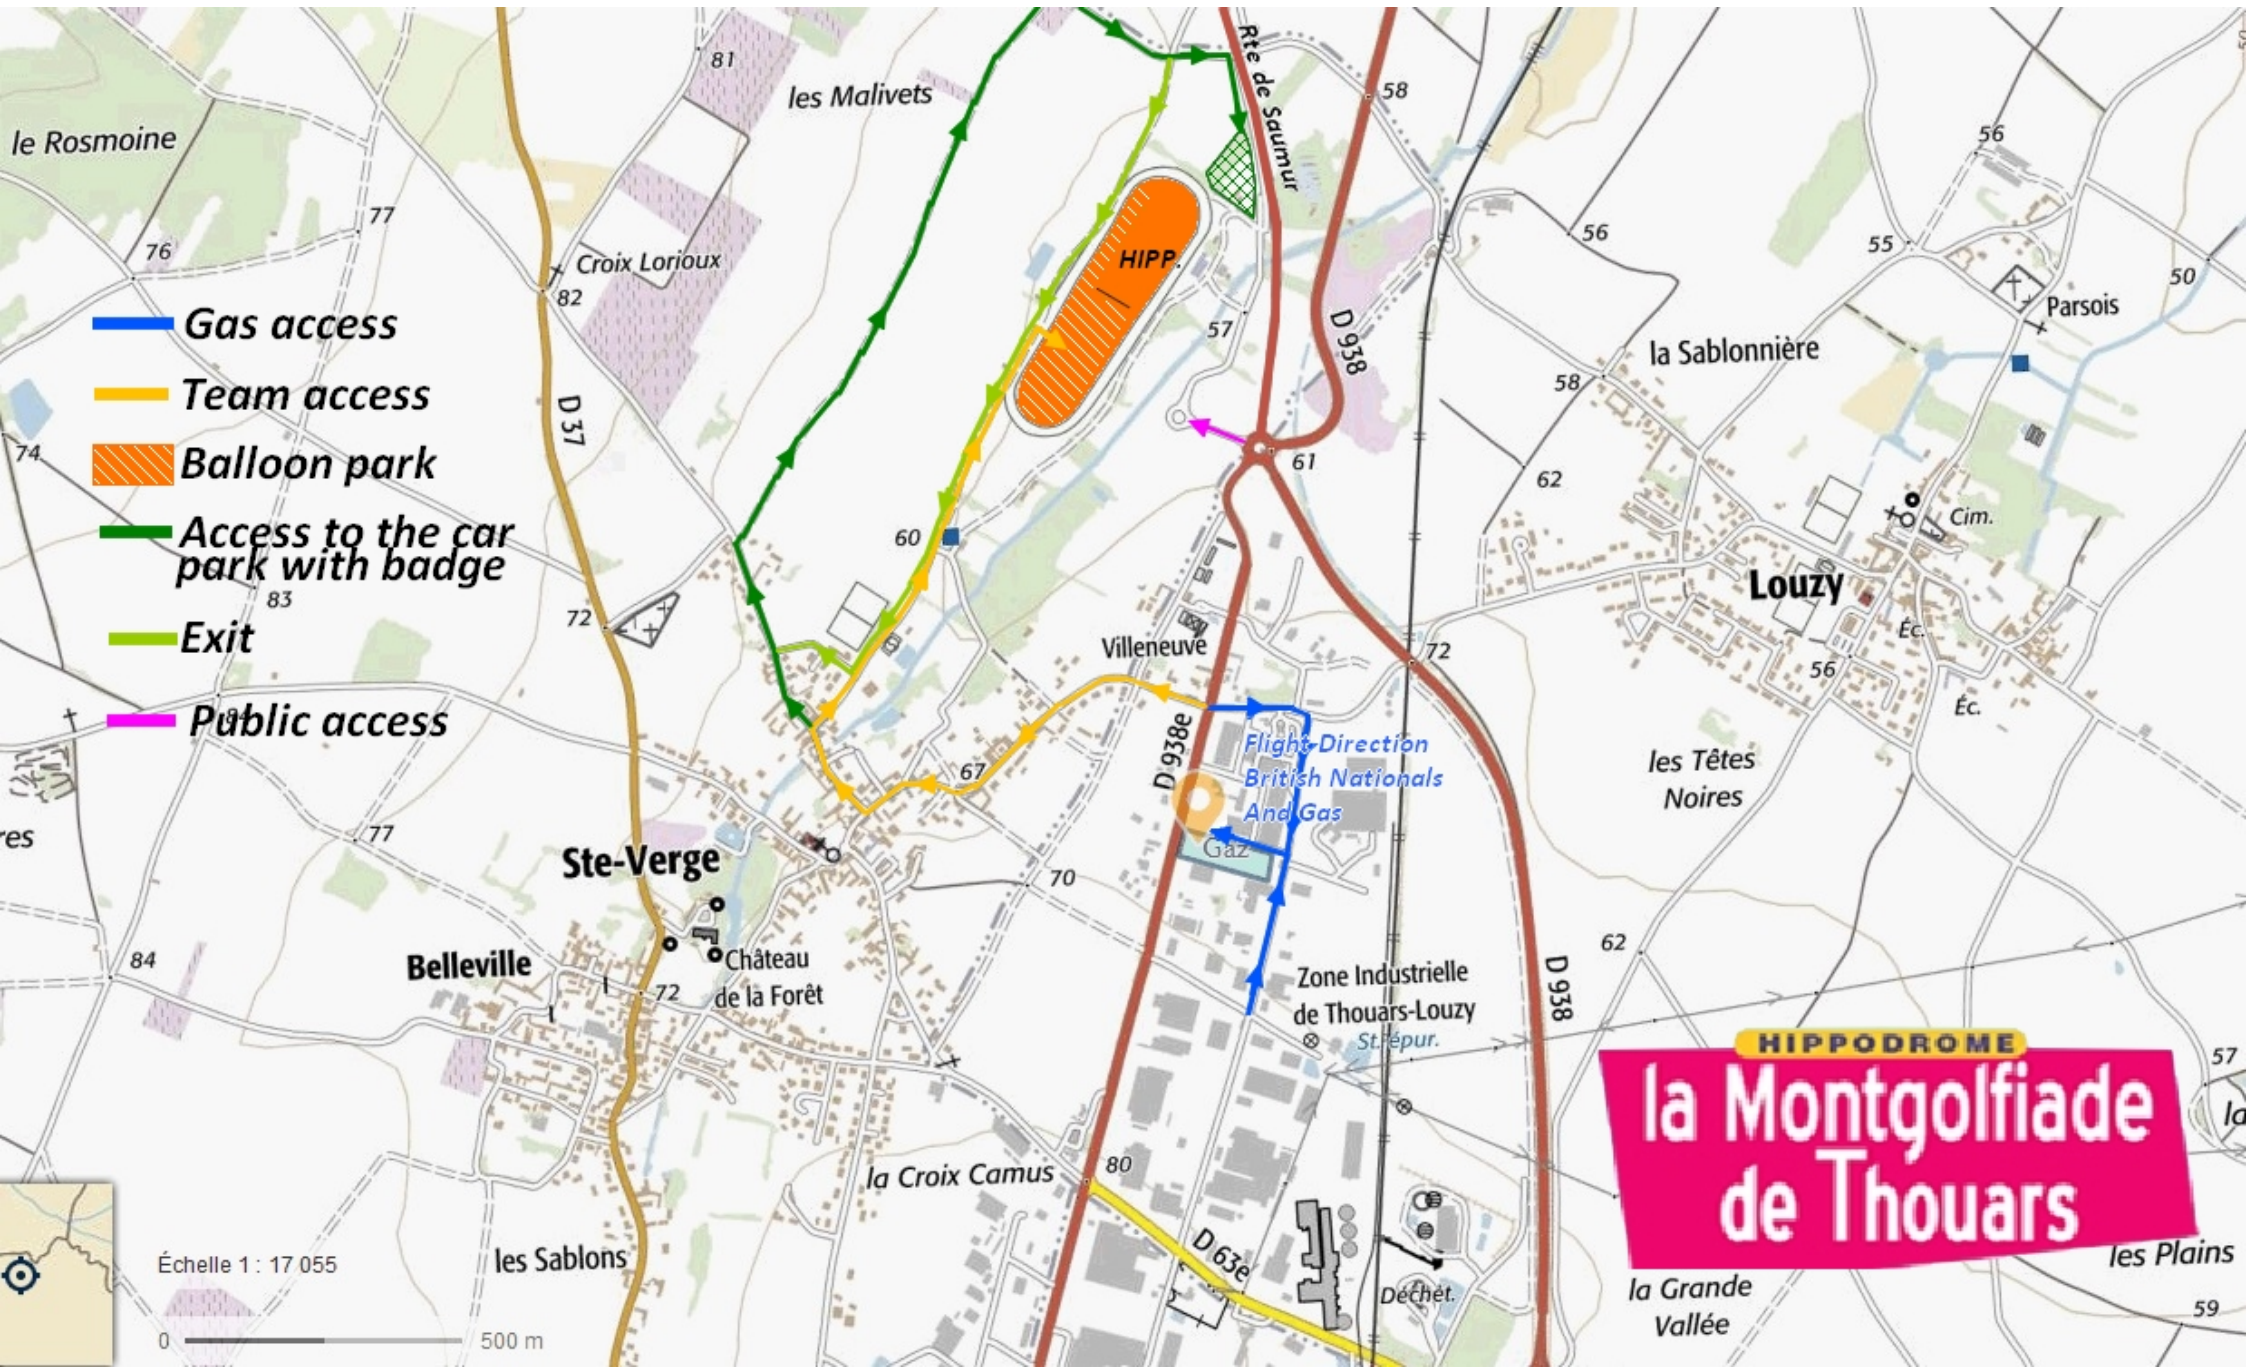 81
les Malivets
Rte de Saumur
58
le Rosmoine
56
77
76
Croix Lorioux
82
HIPP.
56
55
50
Parsois
57
D 938
la Sablonnière
58
Gas access
Team access
D 37
74
Balloon park
61
62
Cim.
Access to the car
park with badge
60
83
72
Louzy
Éc.
Exit
Villeneuve
72
56
Éc.
84
Public access
D 938e
Flight Direction
British Nationals
And Gas
Gaz
67
les Têtes
Noires
res
77
Ste-Verge
70
Belleville
84
Château
de la Forêt
72
62
D 938
Zone Industrielle
de Thouars-Louzy
St. épur.
HIPPODROME
la Montgolfiade
de Thouars
57
la
la Croix Camus
80
D 63e
les Sablons
Échelle 1 : 17 055
0
500 m
Déchet.
la Grande
Vallée
les Plains
59